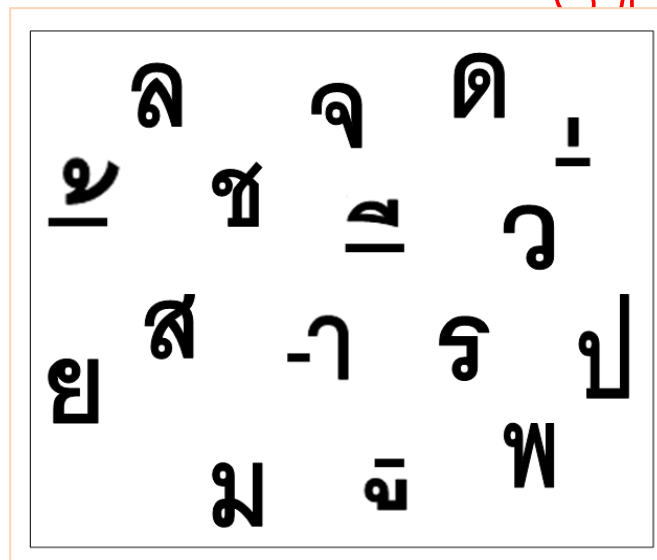 ล จ ด
-่
-้ ช -ี ว
ส -า ร ป
ย
พ
ม -ู